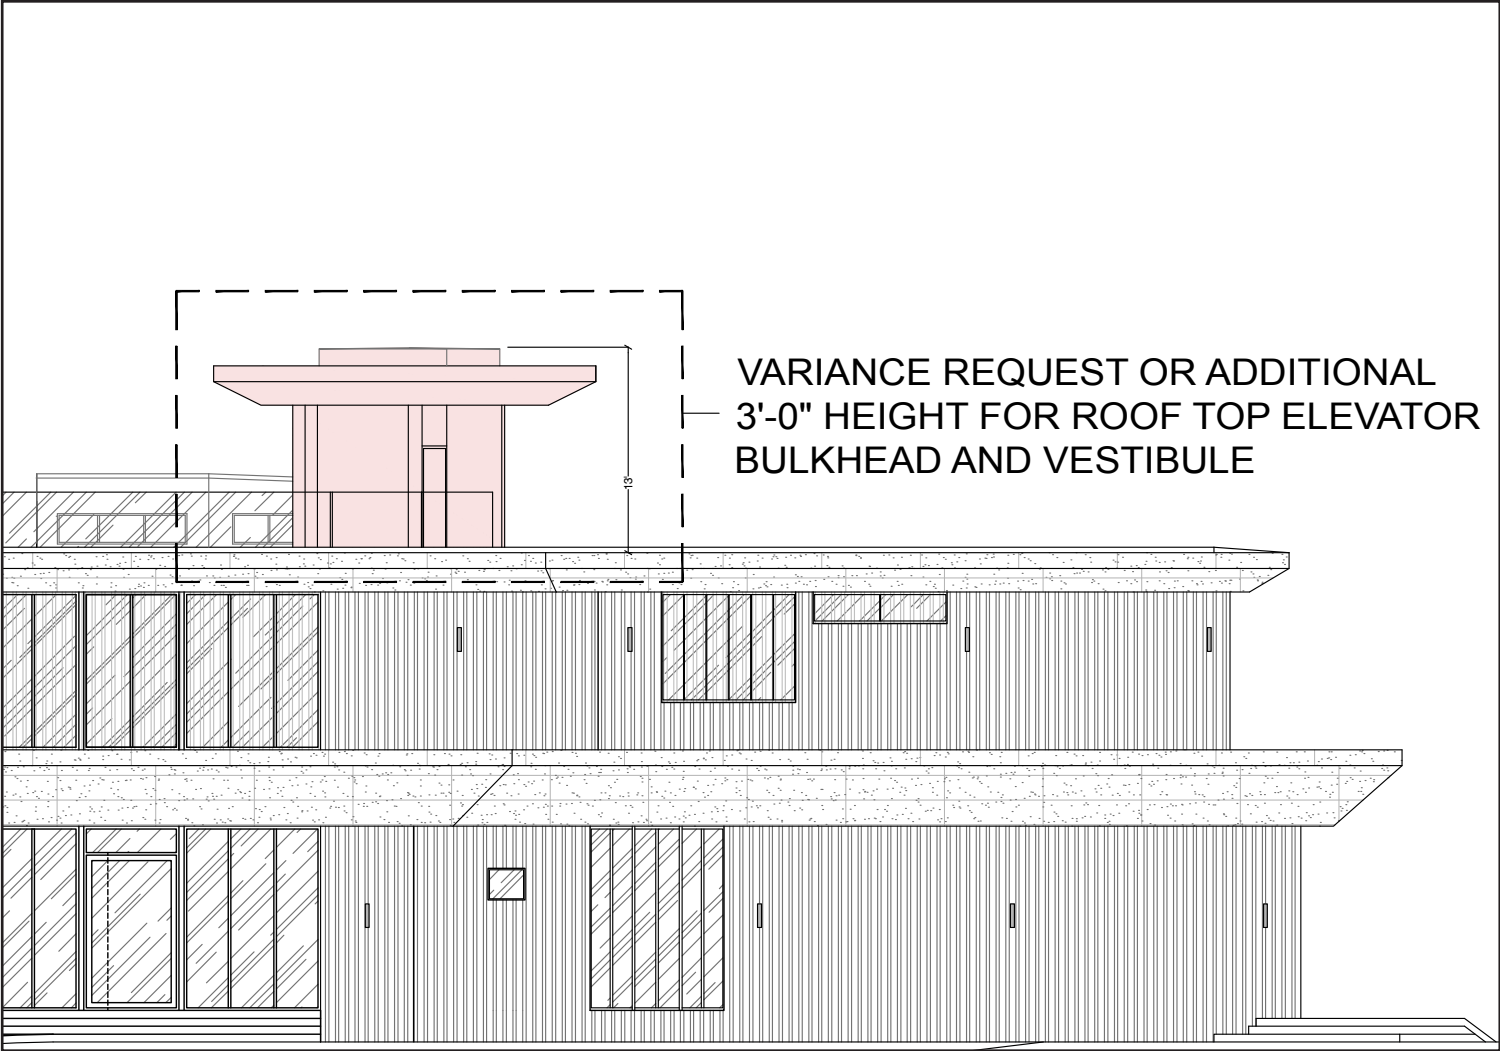 VARIANCE REQUEST OR ADDITIONAL
3'-0" HEIGHT FOR ROOF TOP ELEVATOR
BULKHEAD AND VESTIBULE
13'